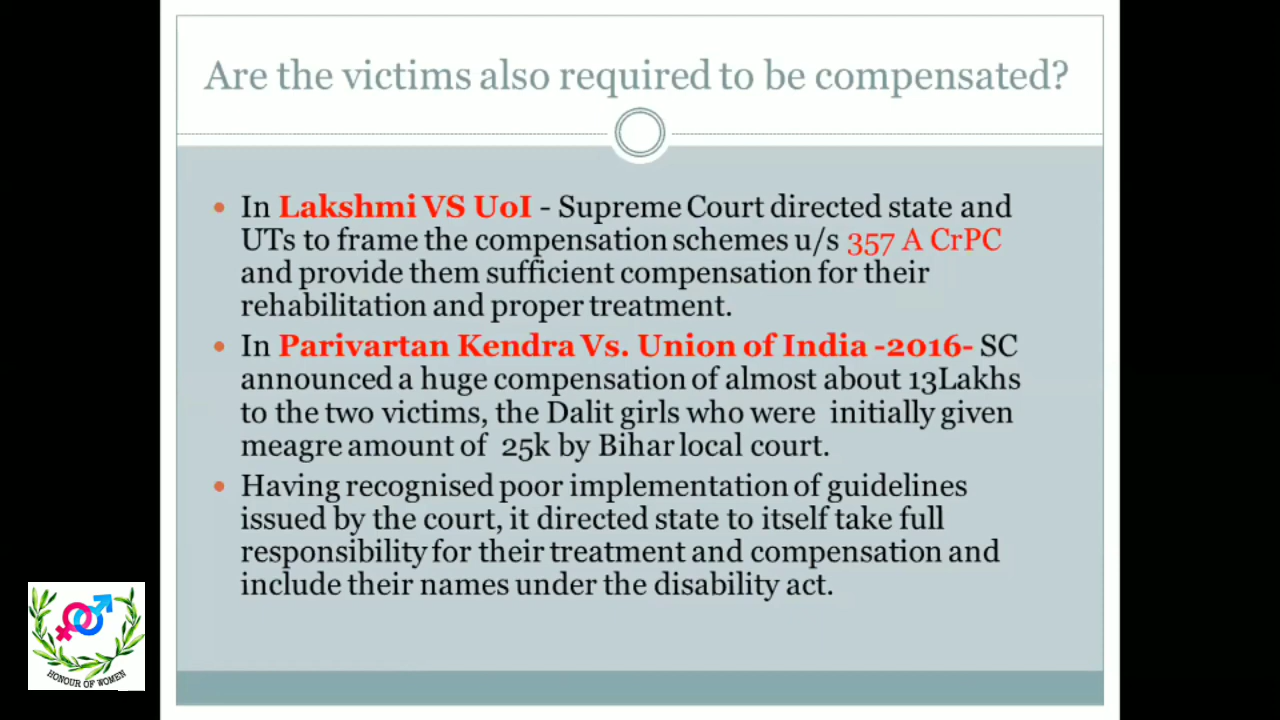 Are the victims also required to be compensated?
• In Lakshmi VS UoI - Supreme Court directed state and
UTs to frame the compensation schemes u/s 357 A CrPC
and provide them sufficient compensation for their
rehabilitation and proper treatment.
• In Parivartan Kendra Vs. Union of India -2016- SC
announced a huge compensation of almost about 13Lakhs
to the two victims, the Dalit girls who were initially given
meagre amount of 25k by Bihar local court.
• Having recognised poor implementation of guidelines
issued by the court, it directed state to itself take full
responsibility for their treatment and compensation and
include their names under the disability act.
HONOUR OF WOMEN